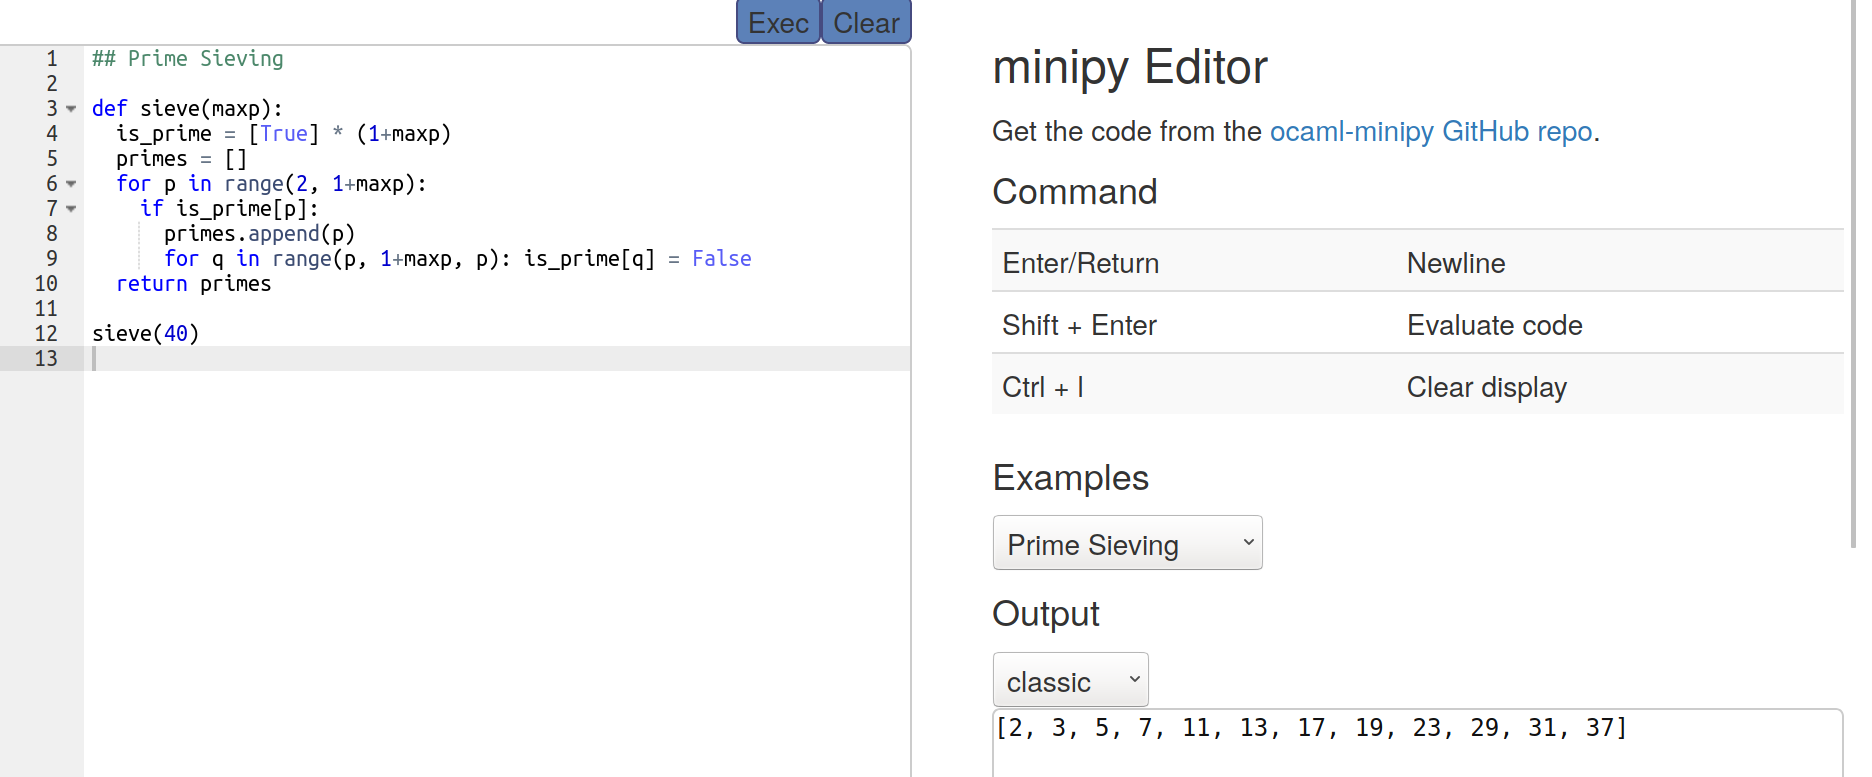 Exec Clear
1 ## Prime Sieving
2
3 def sieve(maxp):
4   is_prime = [True] * (1+maxp)
5   primes = []
6   for p in range(2, 1+maxp):
7     if is_prime[p]:
8       primes.append(p)
9       for q in range(p, 1+maxp, p): is_prime[q] = False
10   return primes
11
12 sieve(40)
13
minipy Editor
Get the code from the ocaml-minipy GitHub repo.
Command
Enter/Return Newline
Shift + Enter Evaluate code
Ctrl + l Clear display
Examples
Prime Sieving
Output
classic
[2, 3, 5, 7, 11, 13, 17, 19, 23, 29, 31, 37]